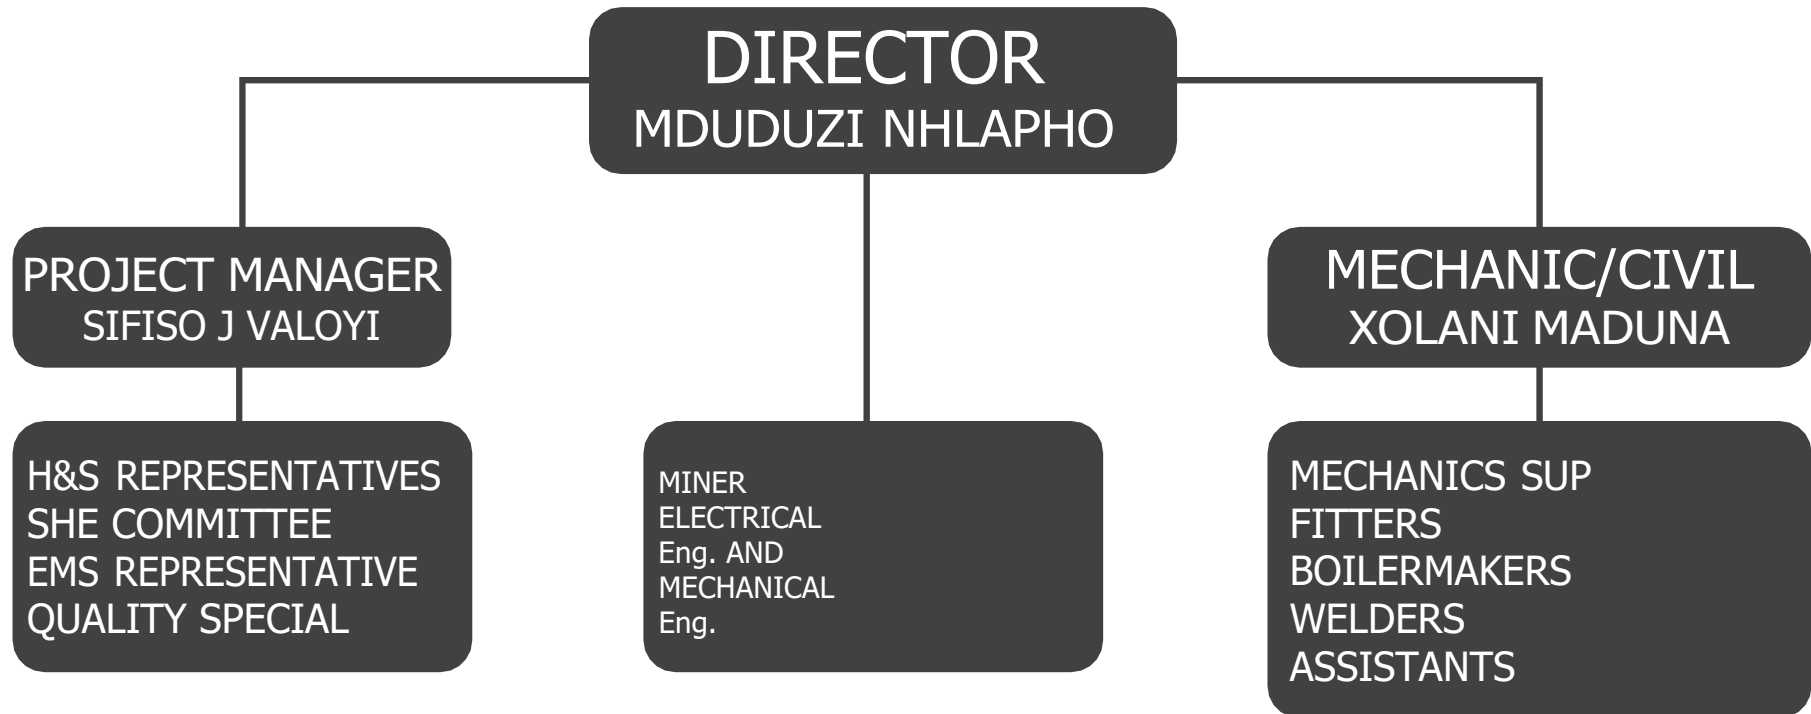 DIRECTOR
MDUDUZI NHLAPHO
PROJECT MANAGER
SIFISO J VALOYI
MECHANIC/CIVIL
XOLANI MADUNA
H&S REPRESENTATIVES
SHE COMMITTEE
EMS REPRESENTATIVE
QUALITY SPECIAL
MINER
ELECTRICAL
Eng. AND
MECHANICAL
Eng.
MECHANICS SUP
FITTERS
BOILERMAKERS
WELDERS
ASSISTANTS